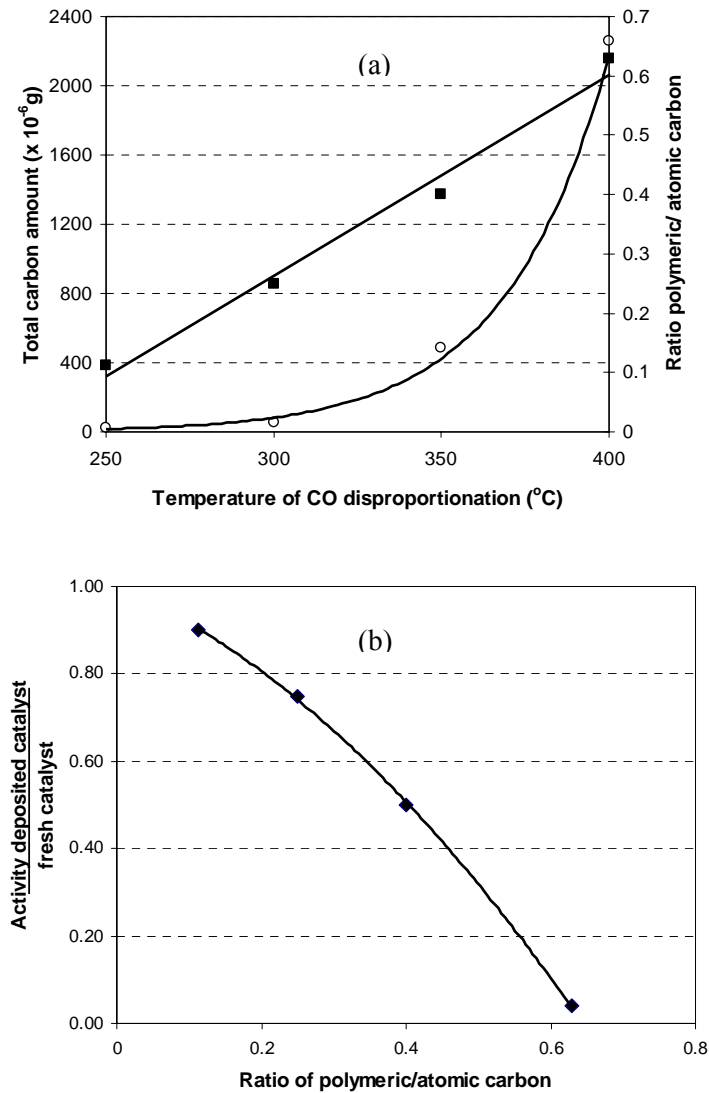 (a)
Total carbon amount (x 10⁻⁶g)
2400
2000
1600
1200
800
400
0
0.7
0.6
0.5
0.4
0.3
0.2
0.1
0
Ratio polymeric/ atomic carbon
250 300 350 400
Temperature of CO disproportionation (°C)
(b)
Activity deposited catalyst
fresh catalyst
1.00
0.80
0.60
0.40
0.20
0.00
0 0.2 0.4 0.6 0.8
Ratio of polymeric/atomic carbon